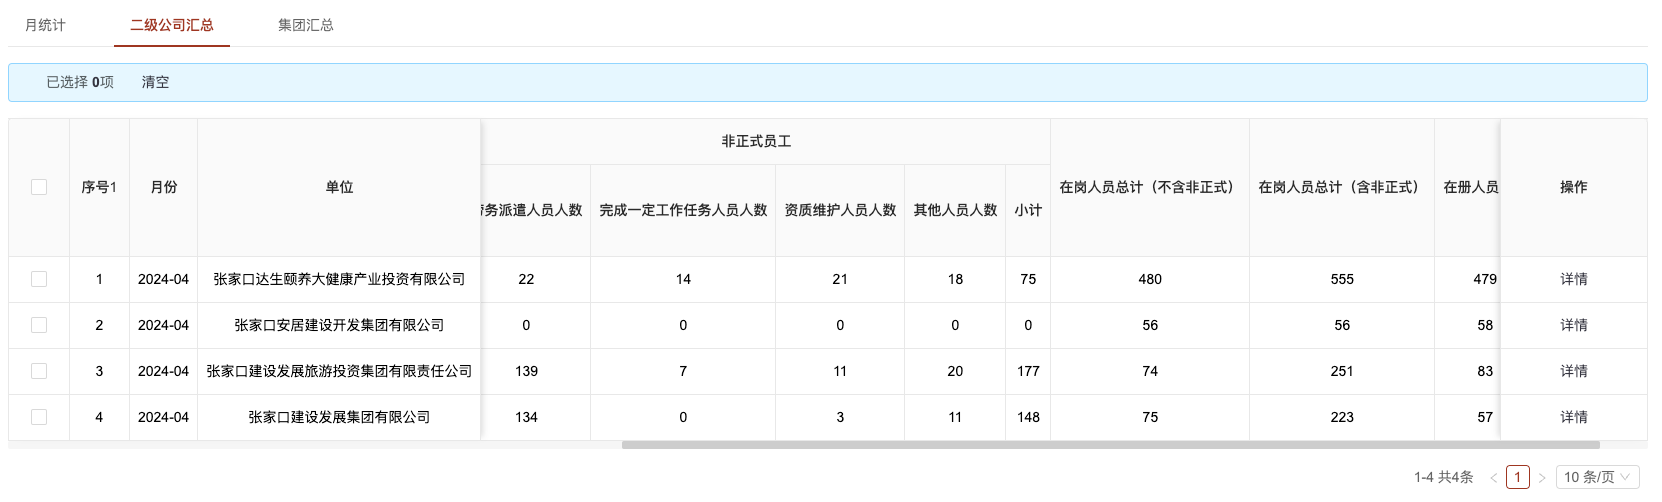 月统计 二级公司汇总 集团汇总
已选择 0项 清空
非正式员工
序号1 月份 单位 在岗人员总计（不含非正式） 在岗人员总计（含非正式） 在册人员 操作
务派遣人员人数 完成一定工作任务人员人数 资质维护人员人数 其他人员人数 小计
1 2024-04 张家口达生颐养大健康产业投资有限公司 22 14 21 18 75 480 555 479 详情
2 2024-04 张家口安居建设开发集团有限公司 0 0 0 0 0 56 56 58 详情
3 2024-04 张家口建设发展旅游投资集团有限责任公司 139 7 11 20 177 74 251 83 详情
4 2024-04 张家口建设发展集团有限公司 134 0 3 11 148 75 223 57 详情
1-4 共4条 1 10 条/页